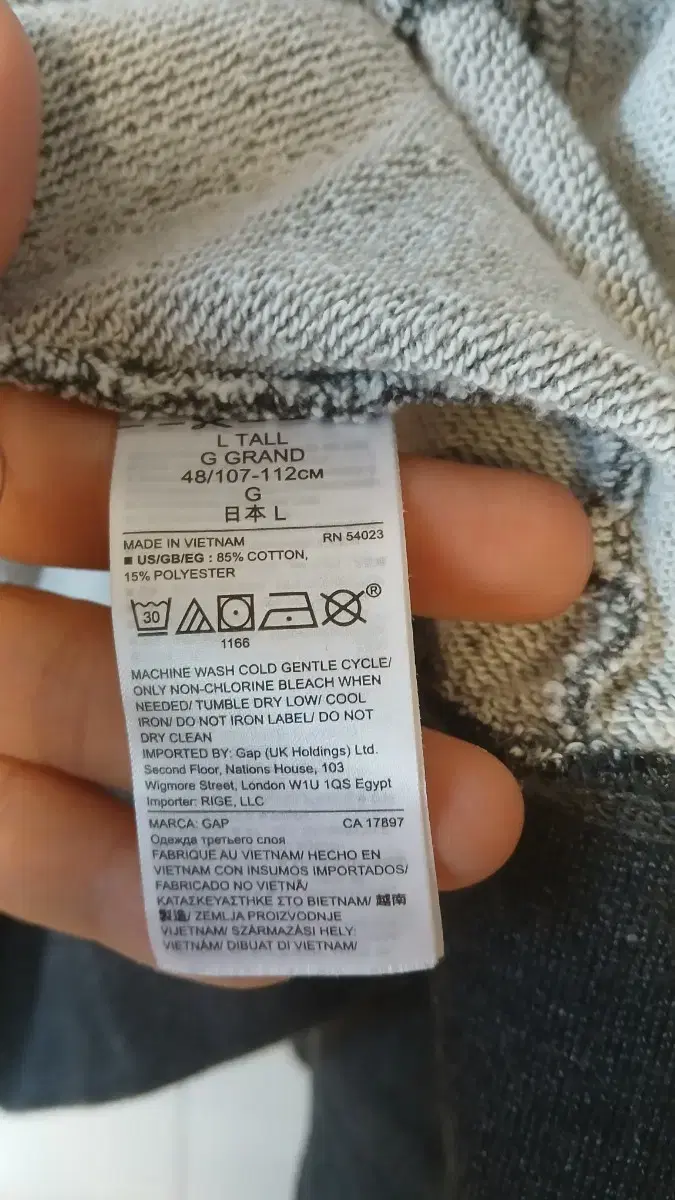 L TALL
G GRAND
48/107-112CM
G
日本 L
MADE IN VIETNAM RN 54023
■ US/GB/EG : 85% COTTON,
15% POLYESTER
30
®
1166
MACHINE WASH COLD GENTLE CYCLE/
ONLY NON-CHLORINE BLEACH WHEN
NEEDED/ TUMBLE DRY LOW/ COOL
IRON/ DO NOT IRON LABEL/ DO NOT
DRY CLEAN
IMPORTED BY: Gap (UK Holdings) Ltd.
Second Floor, Nations House, 103
Wigmore Street, London W1U 1QS Egypt
Importer: RIGE, LLC
MARCA: GAP CA 17897
Одежда третьего слоя
FABRIQUE AU VIETNAM/ HECHO EN
VIETNAM CON INSUMOS IMPORTADOS/
FABRICADO NO VIETNÃ/
ΚΑΤΑΣΚΕΥΑΣΤΗΚΕ ΣΤΟ ΒΙΕΤΝΑΜ/ 越南
製造/ ZEMLJA PROIZVODNJE
VIJETNAM/ SZÁRMAZÁSI HELY:
VIETNÁM/ DIBUAT DI VIETNAM/